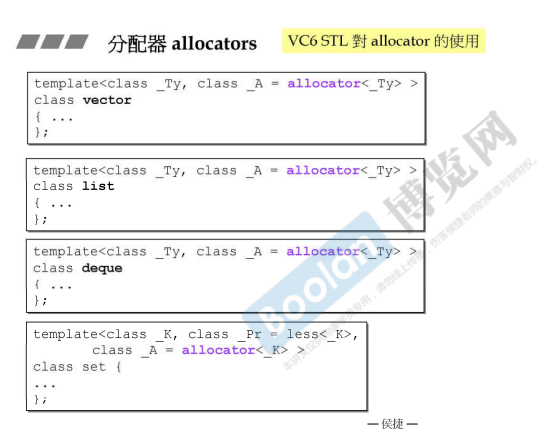 分配器 allocators
VC6 STL 對 allocator 的使用
template<class _Ty, class _A = allocator<_Ty> >
class vector
{ ...
};
template<class _Ty, class _A = allocator<_Ty> >
class list
{ ...
};
template<class _Ty, class _A = allocator<_Ty> >
class deque
{ ...
};
template<class _K, class _Pr = less<_K>,
class _A = allocator<_K> >
class set {
...
};
Boolan 博览网
— 侯捷 —